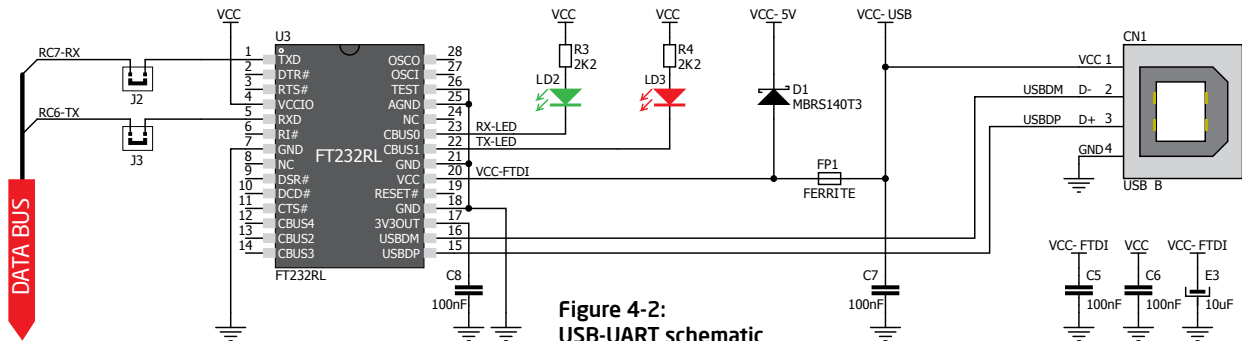 VCC
U3
VCC
VCC
VCC-5V
VCC-USB
CN1
RC7-RX
J2
RC6-TX
J3
DATA BUS
1 TXD
2 DTR#
3 RTS#
4 VCCIO
5 RXD
6 RI#
7 GND
8 NC
9 DSR#
10 DCD#
11 CTS#
12 CBUS4
13 CBUS2
14 CBUS3
FT232RL
OSCO 28
OSCI 27
TEST 26
AGND 25
NC 24
CBUS0 23
CBUS1 22
GND 21
VCC 20
RESET# 19
GND 18
3V3OUT 17
USBDM 16
USBDP 15
FT232RL
RX-LED
TX-LED
VCC-FTDI
R3
2K2
LD2
R4
2K2
LD3
D1
MBRS140T3
FP1
FERRITE
VCC 1
USBDM D- 2
USBDP D+ 3
GND 4
USB B
C8
100nF
C7
100nF
VCC-FTDI
C5
100nF
VCC
C6
100nF
VCC-FTDI
E3
10uF
Figure 4-2:
USB-UART schematic